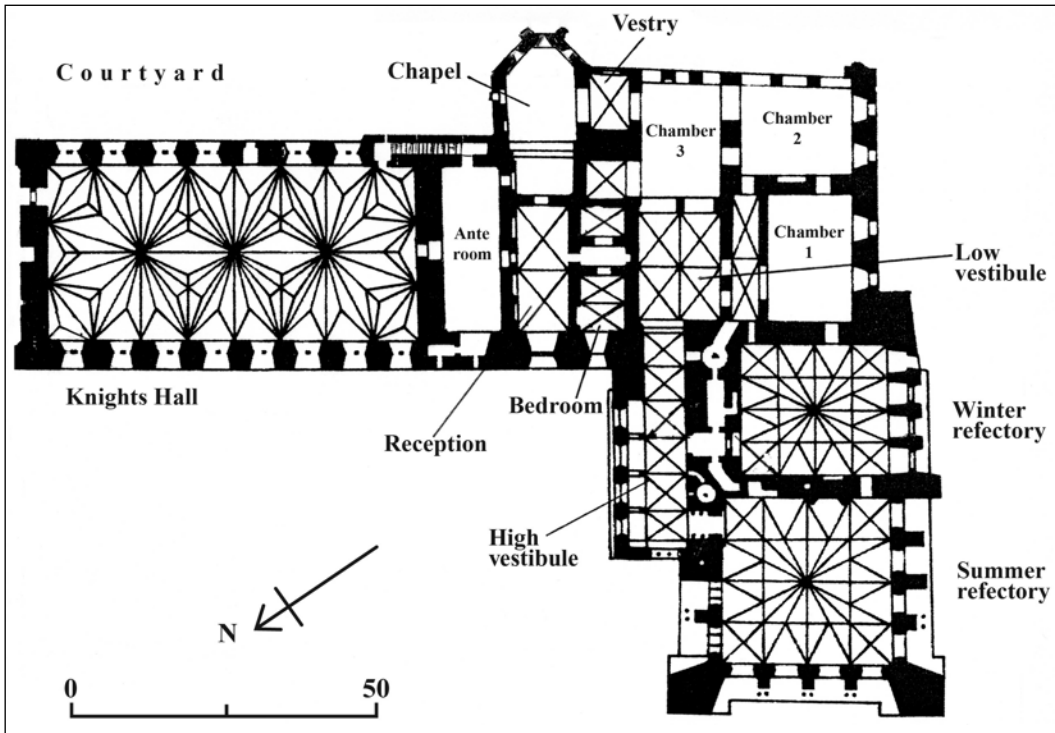 Vestry
Courtyard
Chapel
Chamber
3
Chamber
2
Ante
room
Chamber
1
Low
vestibule
Knights Hall
Bedroom
Reception
Winter
refectory
High
vestibule
Summer
refectory
N
0 50